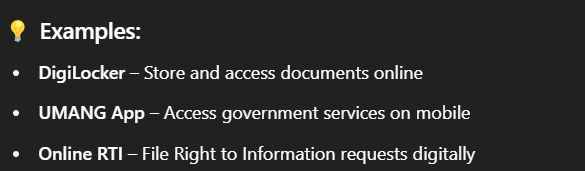 💡 Examples:
• DigiLocker – Store and access documents online
• UMANG App – Access government services on mobile
• Online RTI – File Right to Information requests digitally